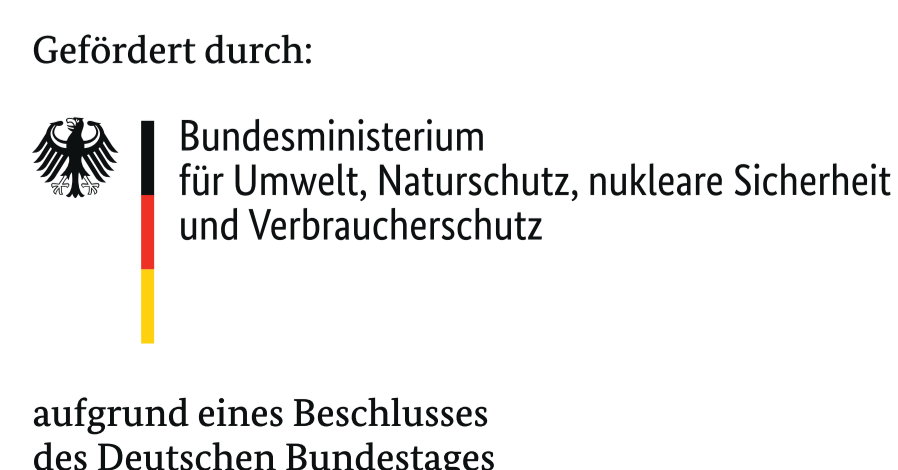 Gefördert durch:
Bundesministerium
für Umwelt, Naturschutz, nukleare Sicherheit
und Verbraucherschutz
aufgrund eines Beschlusses
des Deutschen Bundestages